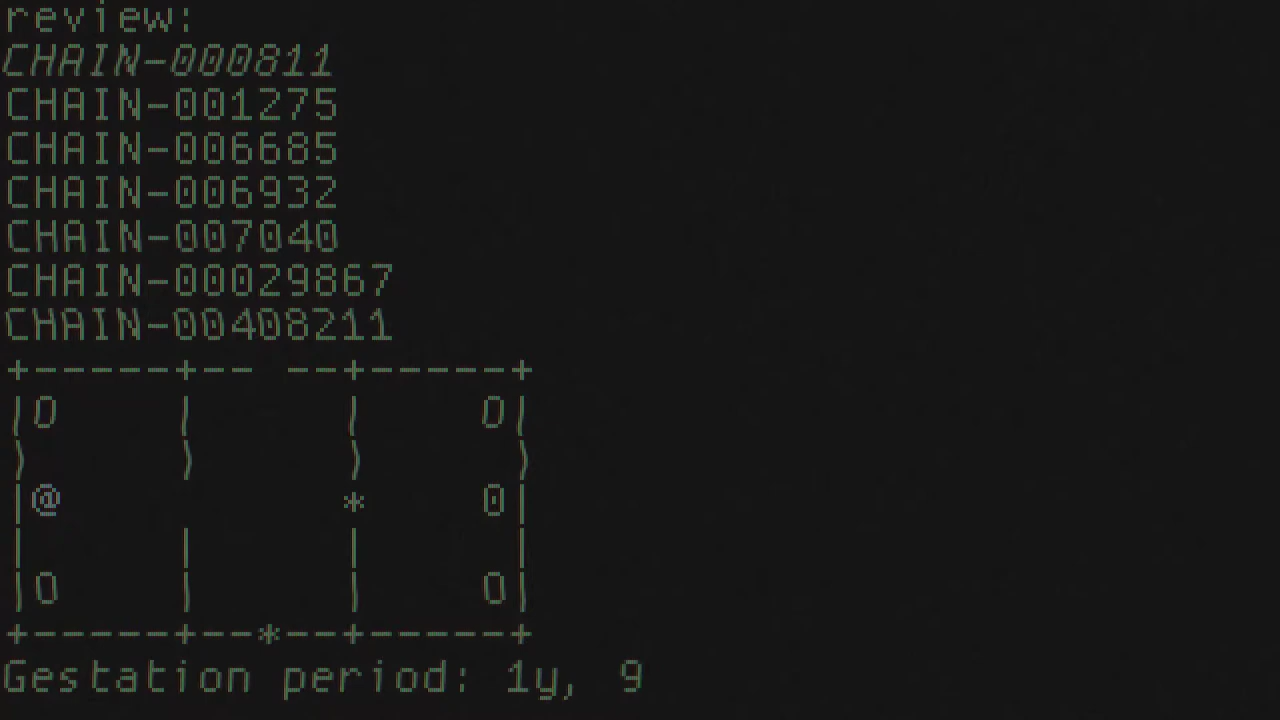 review:
CHAIN-000811
CHAIN-001275
CHAIN-006685
CHAIN-006932
CHAIN-007040
CHAIN-00029867
CHAIN-00408211
+-----+-- --+-----+
|O    |     |    O|
)     )     )     )
|@          *    0|
|     |     |     |
|O    |     |    O|
+-----+--*--+-----+
Gestation period: 1y, 9